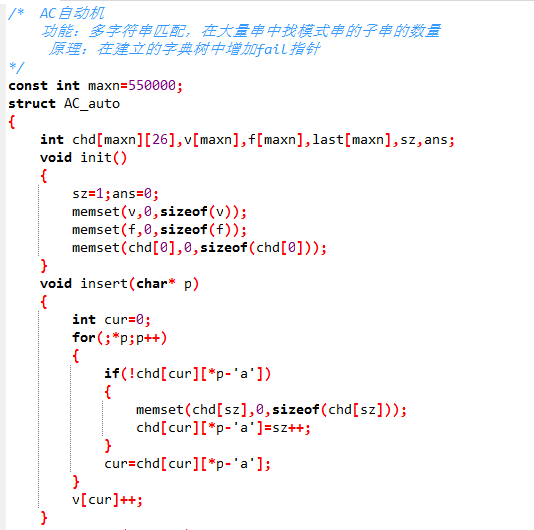 /*  AC自动机
    功能：多字符串匹配，在大量串中找模式串的子串的数量
     原理：在建立的字典树中增加fail指针
*/
const int maxn=550000;
struct AC_auto
{
    int chd[maxn][26],v[maxn],f[maxn],last[maxn],sz,ans;
    void init()
    {
        sz=1;ans=0;
        memset(v,0,sizeof(v));
        memset(f,0,sizeof(f));
        memset(chd[0],0,sizeof(chd[0]));
    }
    void insert(char* p)
    {
        int cur=0;
        for(;*p;p++)
        {
            if(!chd[cur][*p-'a'])
            {
                memset(chd[sz],0,sizeof(chd[sz]));
                chd[cur][*p-'a']=sz++;
            }
            cur=chd[cur][*p-'a'];
        }
        v[cur]++;
    }